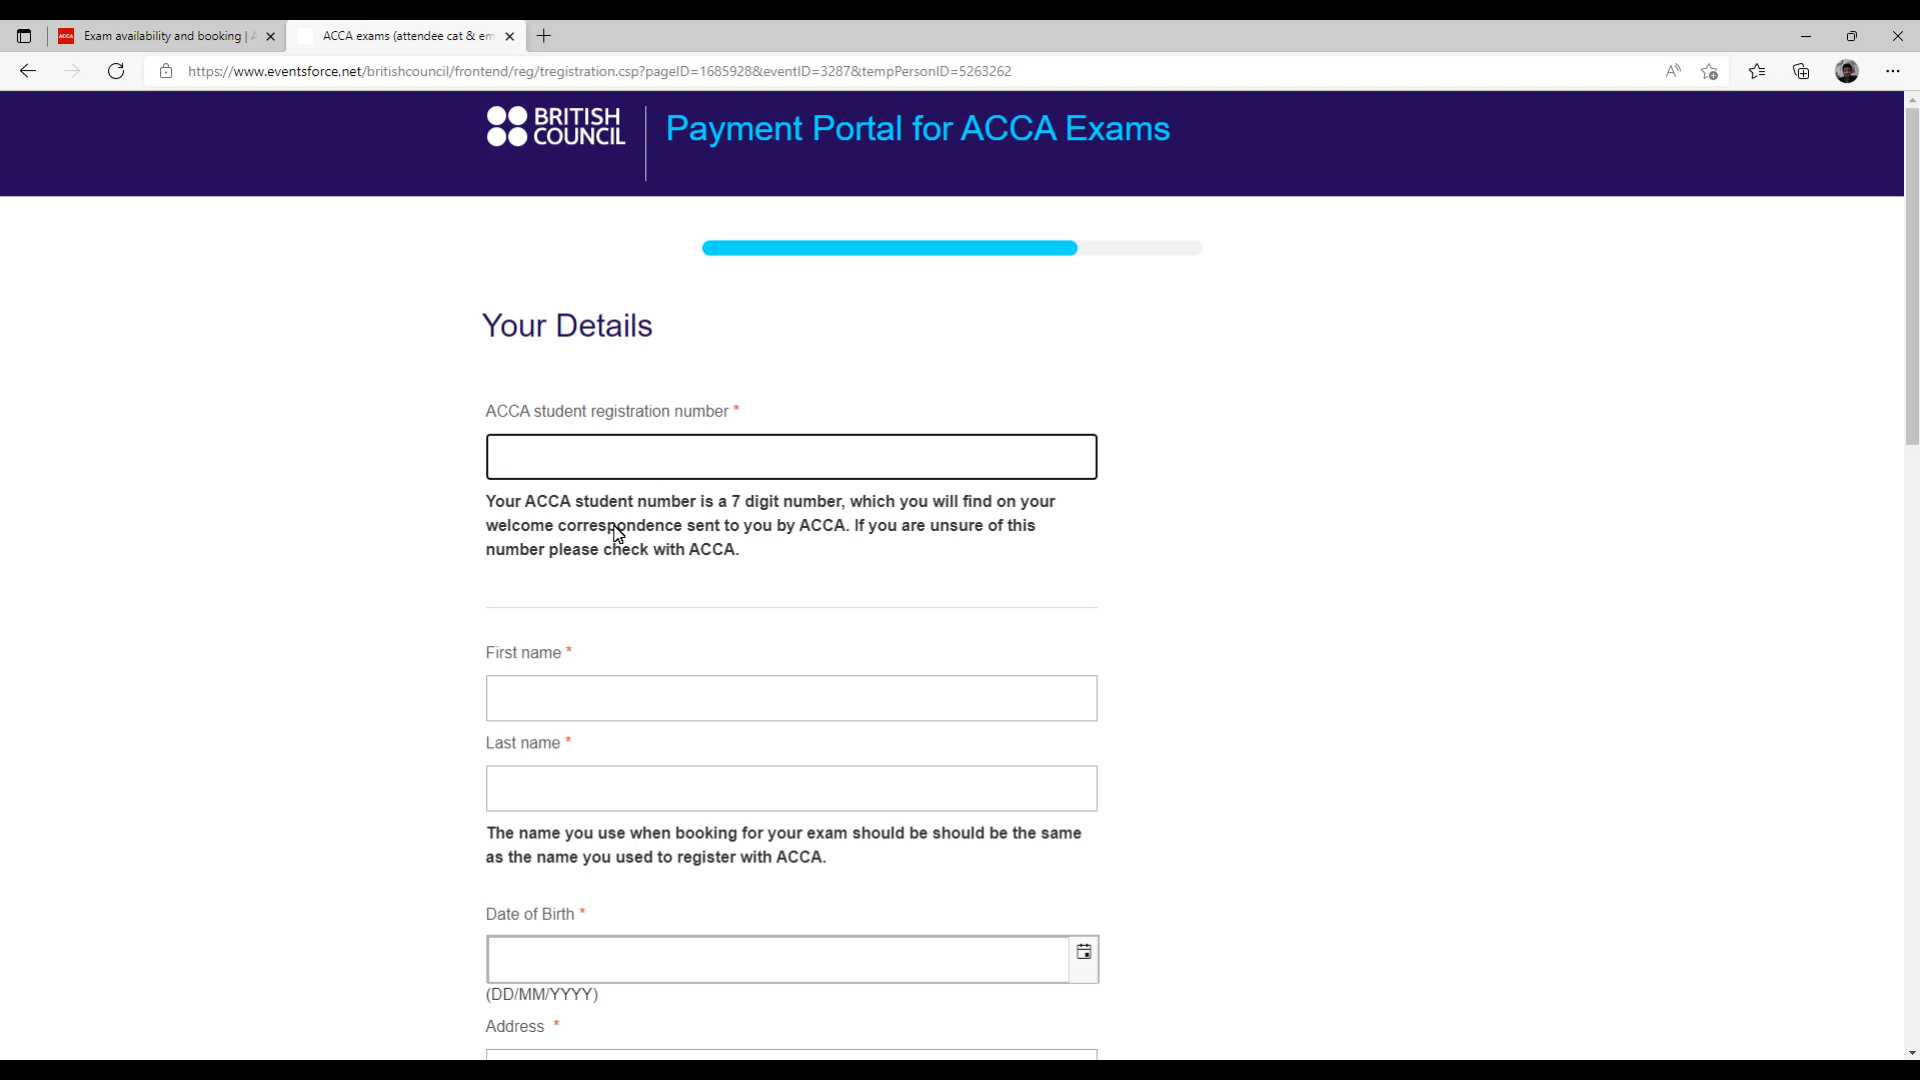 Exam availability and booking |
ACCA exams (attendee cat & em
https://www.eventsforce.net/britishcouncil/frontend/reg/tregistration.csp?pageID=1685928&eventID=3287&tempPersonID=5263262
BRITISH
COUNCIL
Payment Portal for ACCA Exams
Your Details
ACCA student registration number *
Your ACCA student number is a 7 digit number, which you will find on your
welcome correspondence sent to you by ACCA. If you are unsure of this
number please check with ACCA.
First name *
Last name *
The name you use when booking for your exam should be should be the same
as the name you used to register with ACCA.
Date of Birth *
(DD/MM/YYYY)
Address *